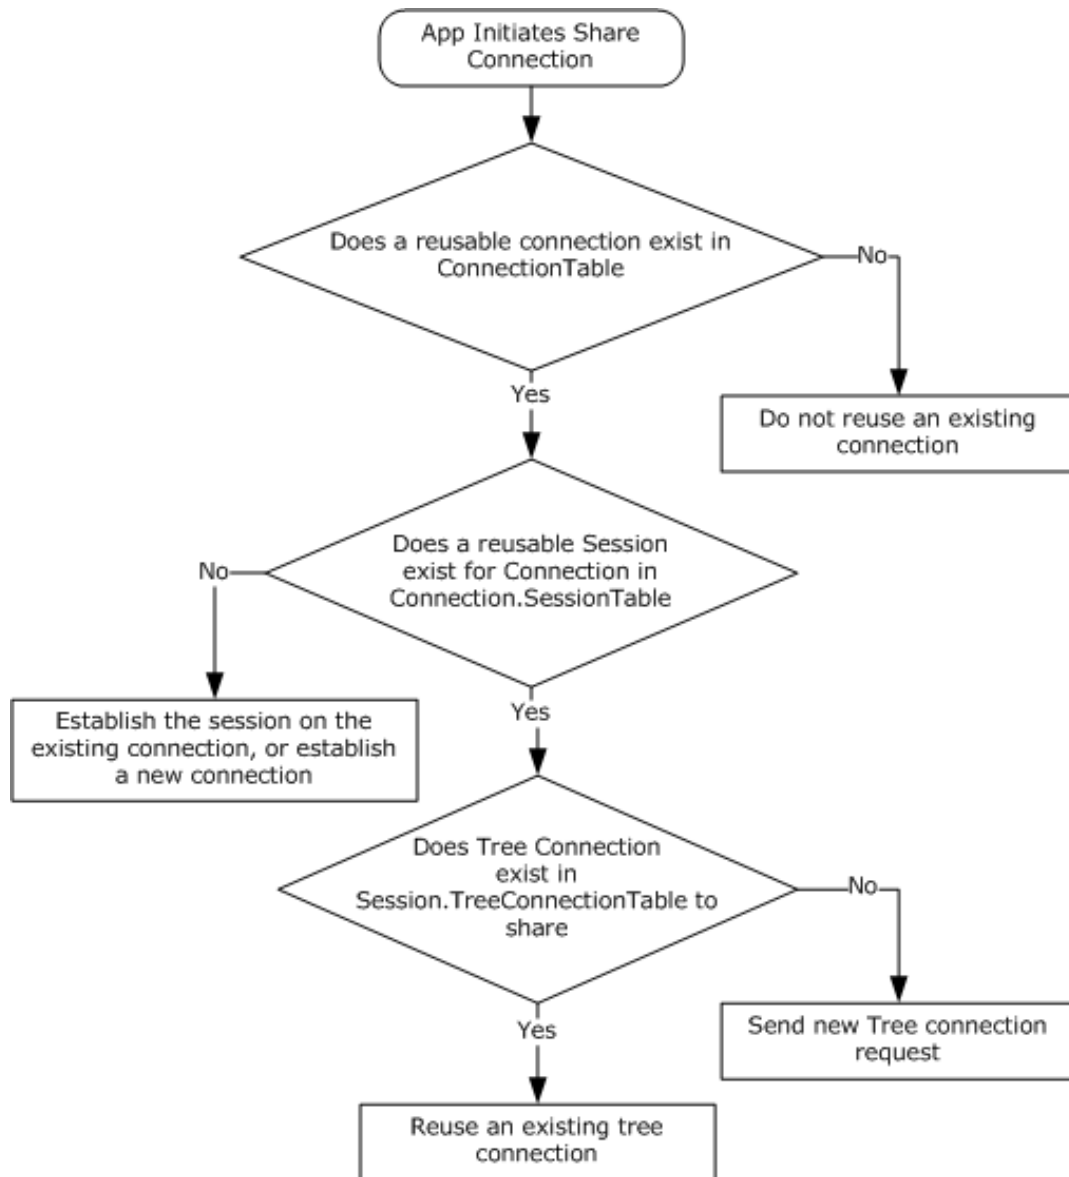 App Initiates Share
Connection
Does a reusable connection exist in
ConnectionTable
No
Yes
Do not reuse an existing
connection
Does a reusable Session
exist for Connection in
Connection.SessionTable
No
Yes
Establish the session on the
existing connection, or establish
a new connection
Does Tree Connection
exist in
Session.TreeConnectionTable to
share
No
Yes
Send new Tree connection
request
Reuse an existing tree
connection